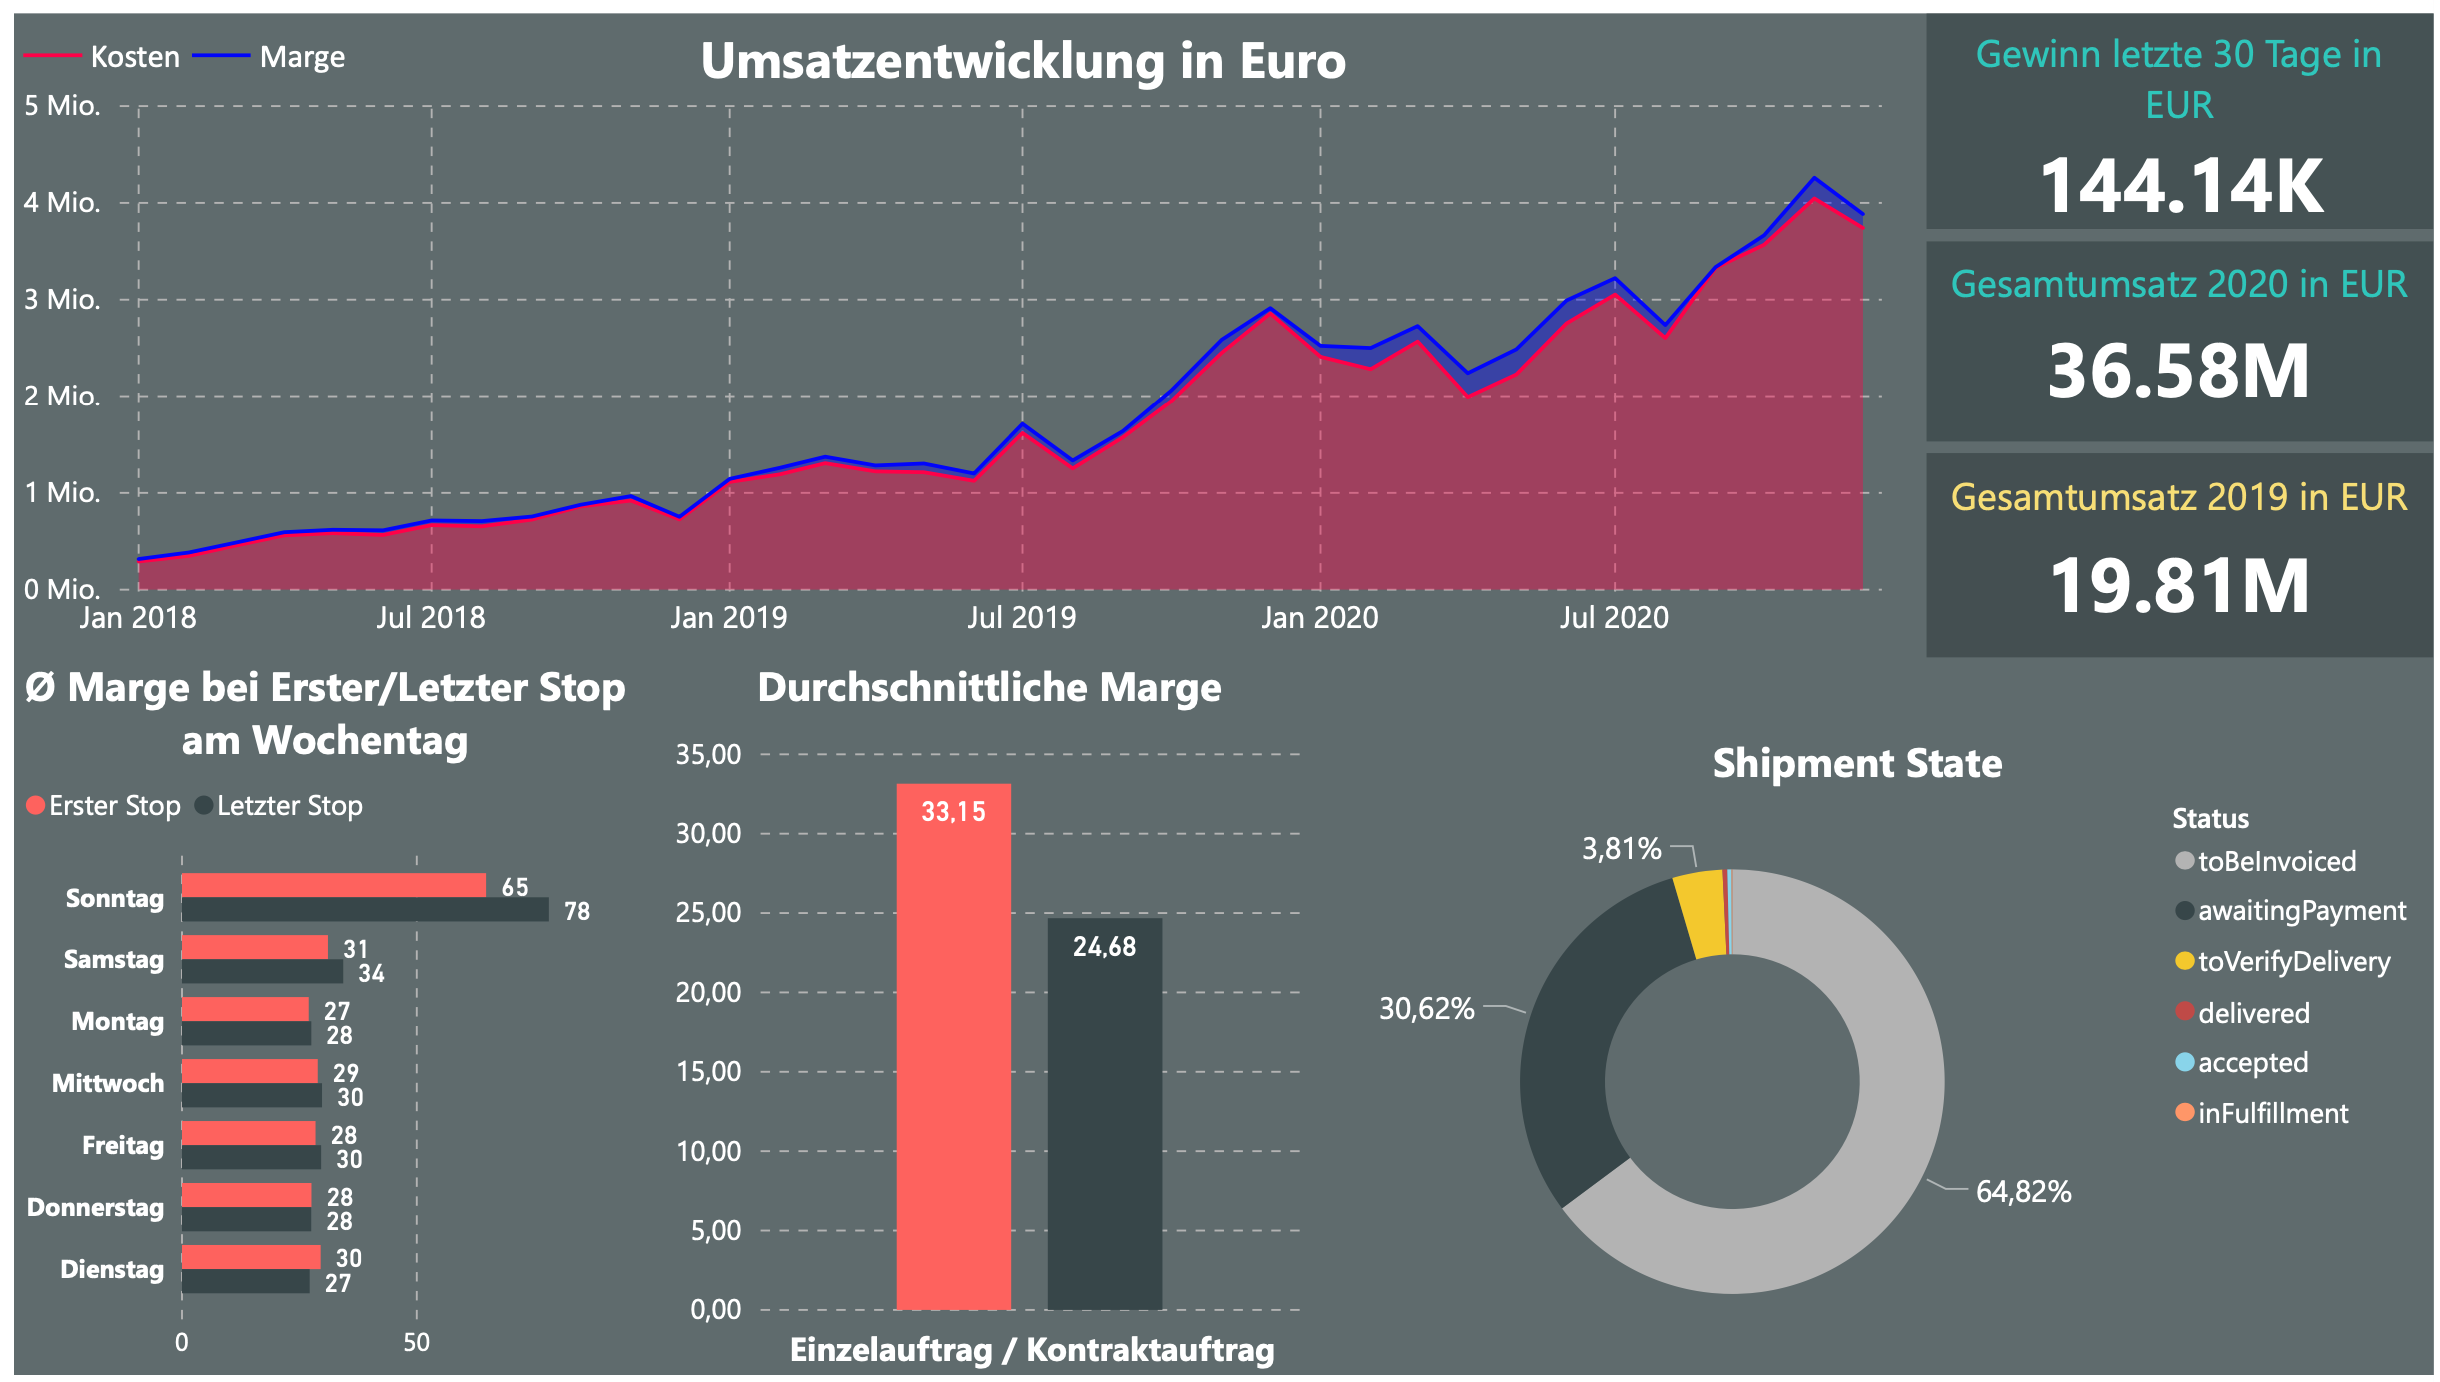 Kosten Marge
Umsatzentwicklung in Euro
5 Mio.
4 Mio.
3 Mio.
2 Mio.
1 Mio.
0 Mio.
Jan 2018 Jul 2018 Jan 2019 Jul 2019 Jan 2020 Jul 2020
Gewinn letzte 30 Tage in
EUR
144.14K
Gesamtumsatz 2020 in EUR
36.58M
Gesamtumsatz 2019 in EUR
19.81M
Ø Marge bei Erster/Letzter Stop
am Wochentag
Erster Stop Letzter Stop
Sonntag 65
78
Samstag 31
34
Montag 27
28
Mittwoch 29
30
Freitag 28
30
Donnerstag 28
28
Dienstag 30
27
0 50
Durchschnittliche Marge
35,00
30,00
25,00
20,00
15,00
10,00
5,00
0,00
33,15
24,68
Einzelauftrag / Kontraktauftrag
Shipment State
3,81%
30,62%
64,82%
Status
toBeInvoiced
awaitingPayment
toVerifyDelivery
delivered
accepted
inFulfillment